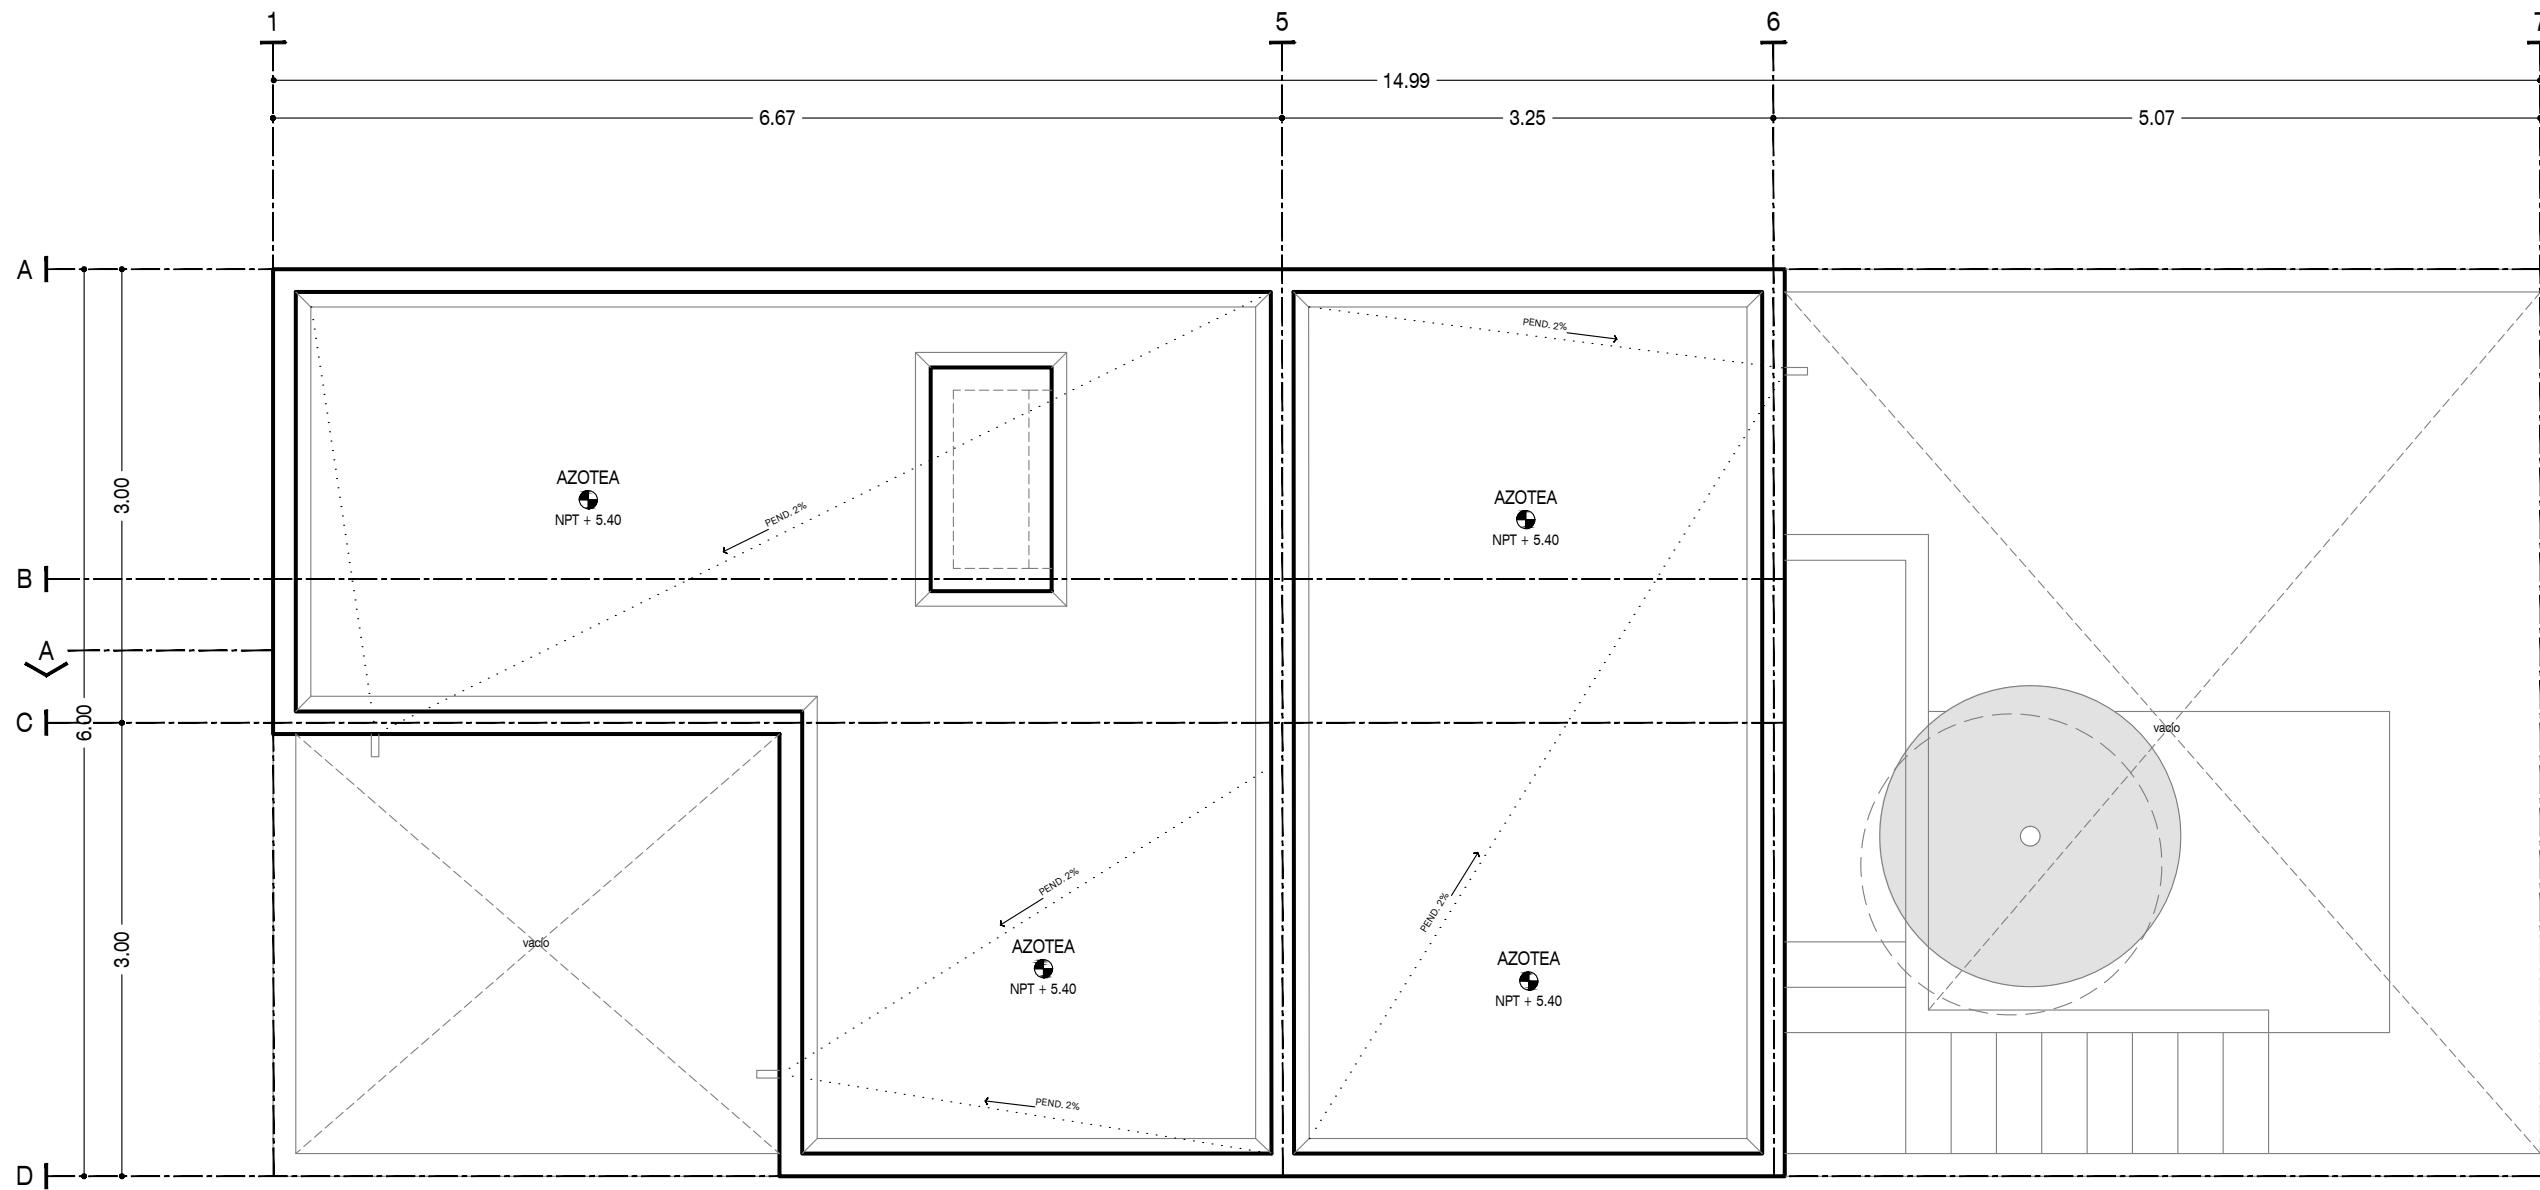 1
5
6
14.99
6.67
3.25
5.07
A
PEND. 2%
AZOTEA
NPT + 5.40
3.00
AZOTEA
NPT + 5.40
PEND. 2%
B
A
C
6.00
vacío
PEND. 2%
PEND. 2%
vacío
AZOTEA
NPT + 5.40
3.00
AZOTEA
NPT + 5.40
PEND. 2%
D